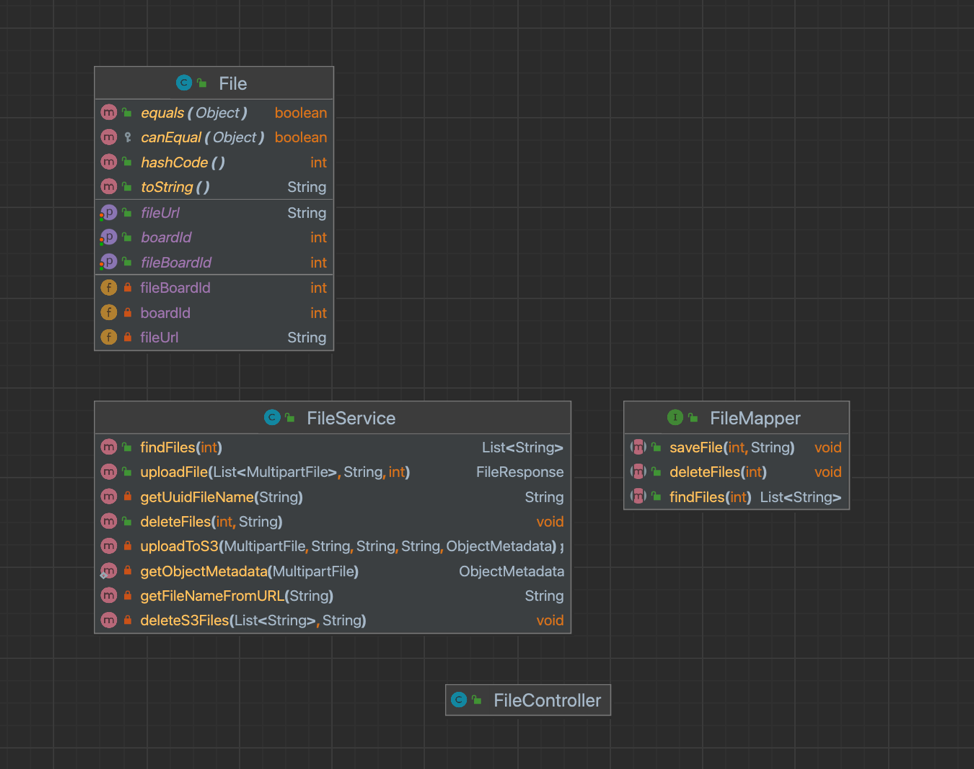 File
equals (Object) boolean
canEqual (Object) boolean
hashCode () int
toString () String
fileUrl String
boardId int
fileBoardId int
fileBoardId int
boardId int
fileUrl String
FileService
findFiles(int) List<String>
uploadFile(List<MultipartFile>, String, int) FileResponse
getUuidFileName(String) String
deleteFiles(int, String) void
uploadToS3(MultipartFile, String, String, String, ObjectMetadata)
getObjectMetadata(MultipartFile) ObjectMetadata
getFileNameFromURL(String) String
deleteS3Files(List<String>, String) void
FileMapper
saveFile(int, String) void
deleteFiles(int) void
findFiles(int) List<String>
FileController